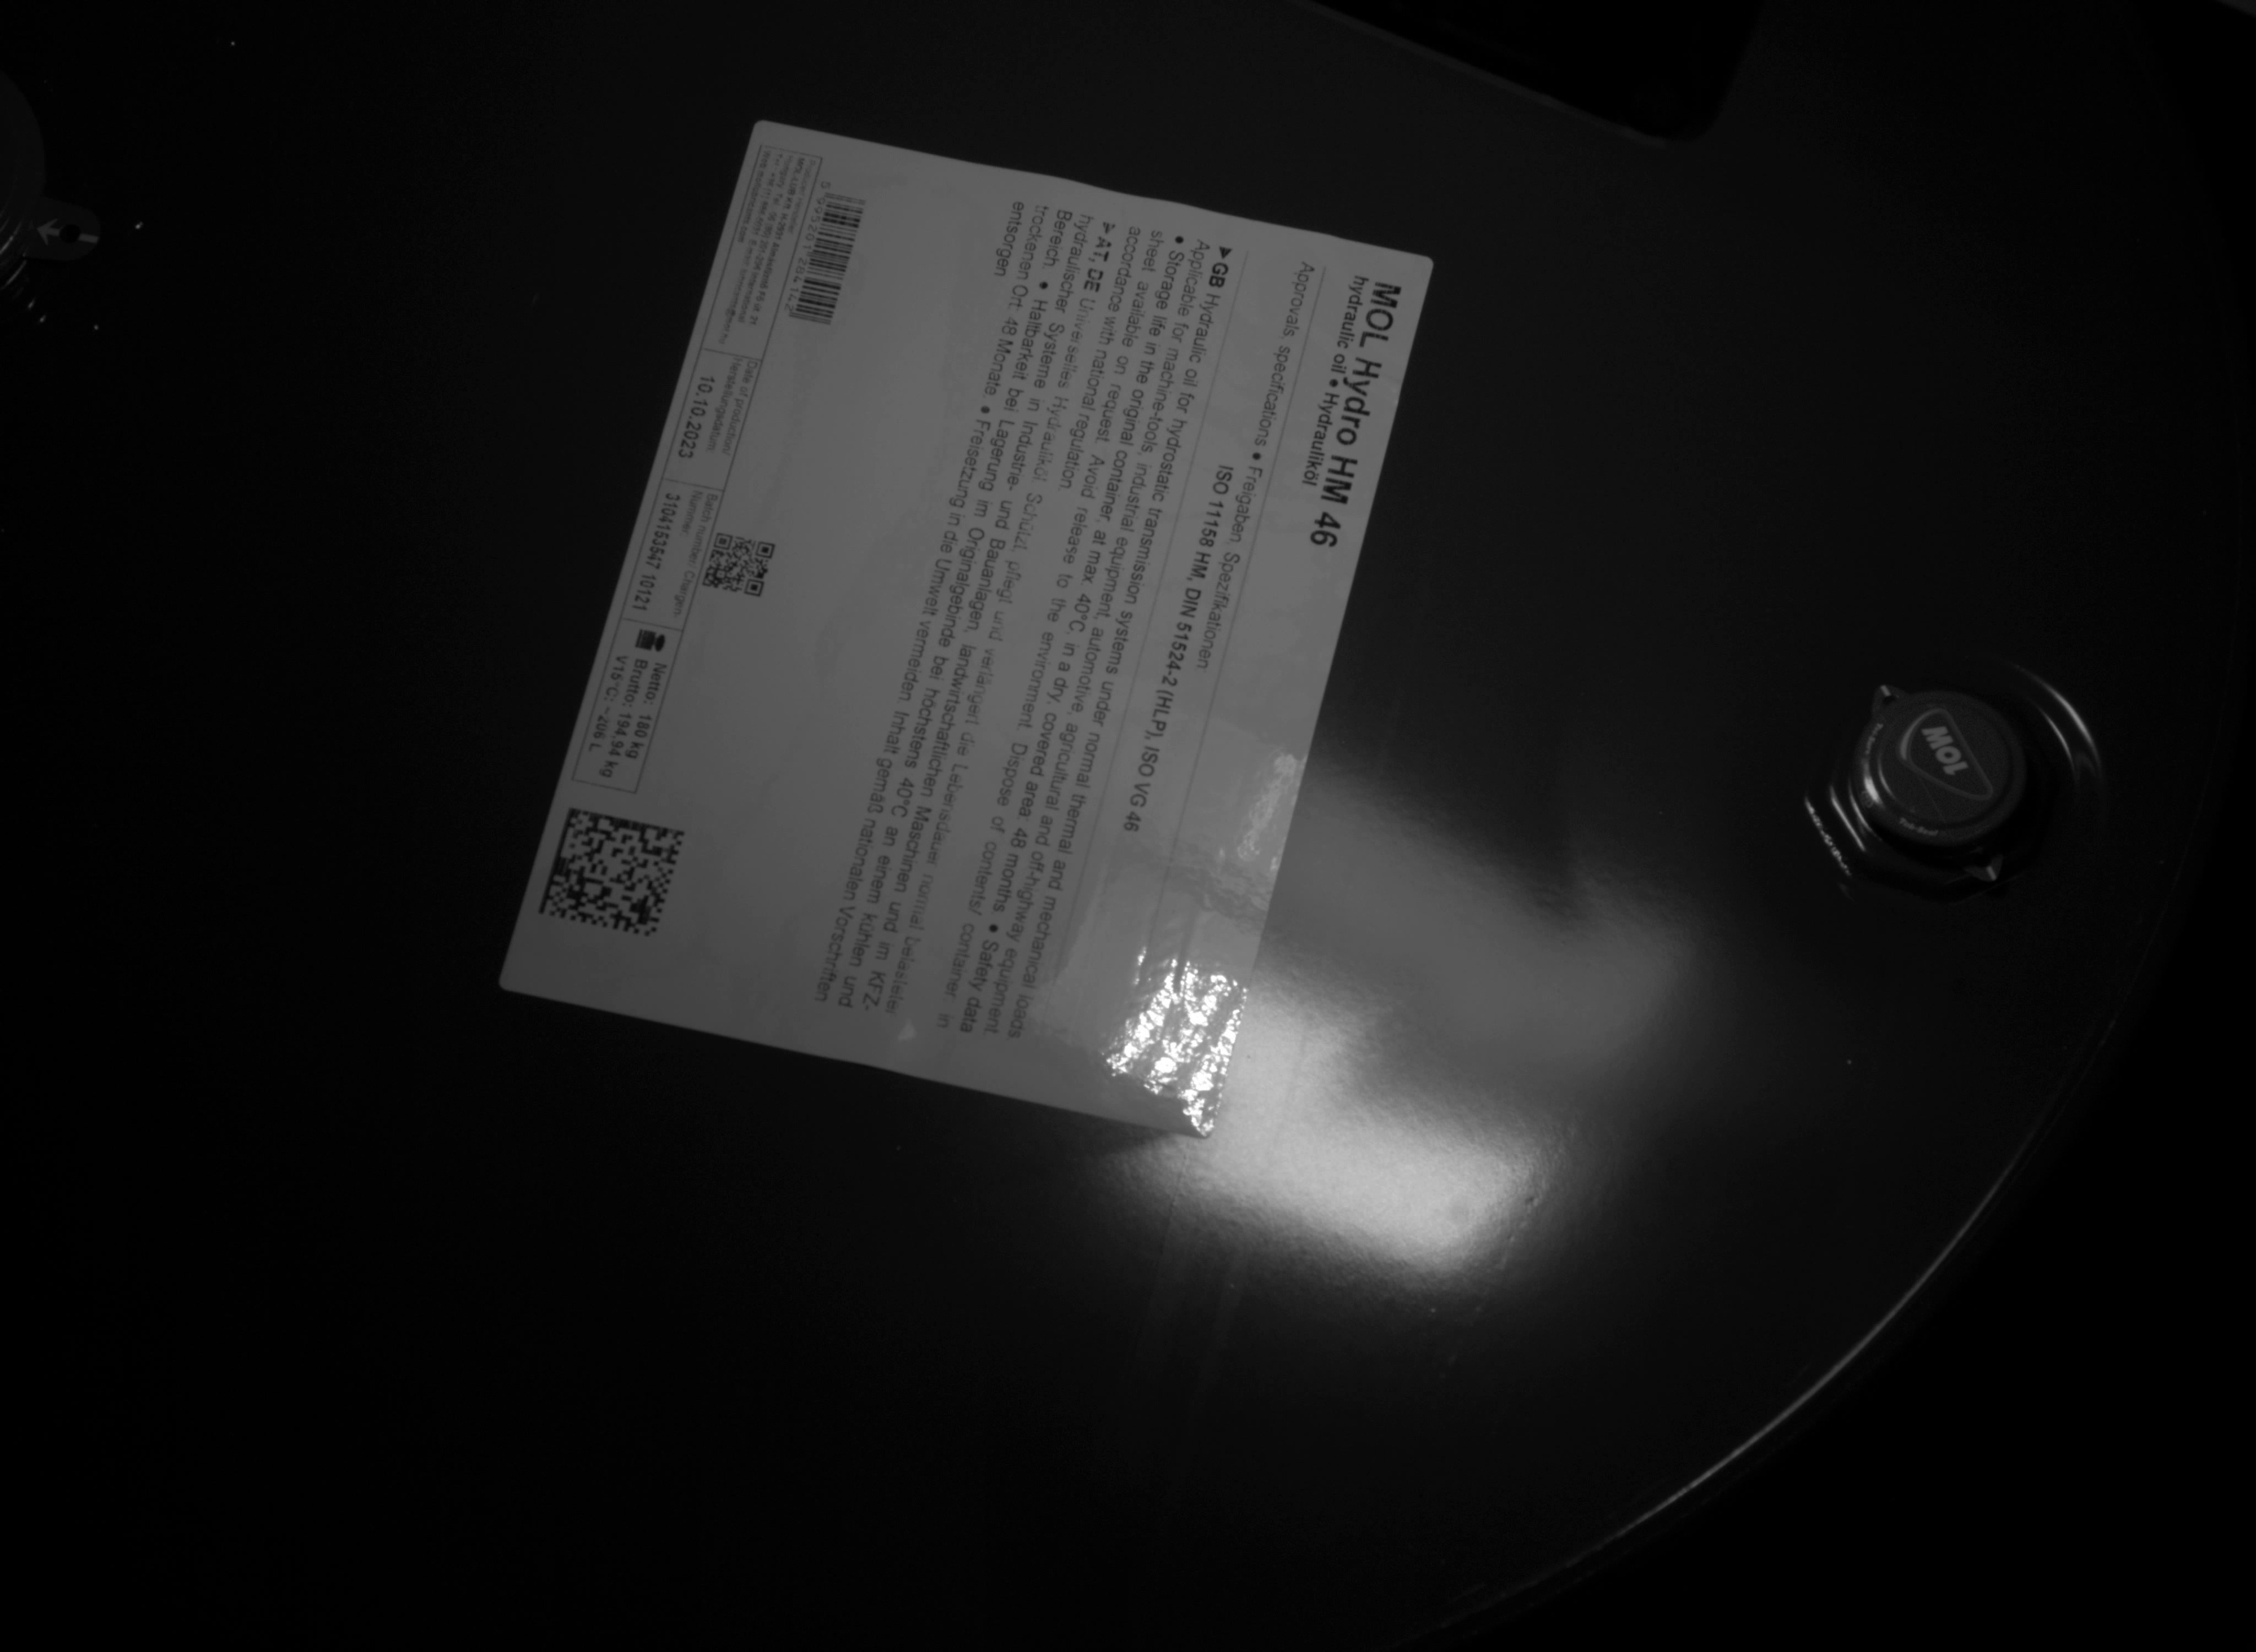 MOL Hydro HM 46
hydraulic oil • Hydrauliköl
Approvals, specifications • Freigaben, Spezifikationen:
ISO 11158 HM, DIN 51524-2 (HLP), ISO VG 46
▶ GB Hydraulic oil for hydrostatic transmission systems under normal thermal and mechanical loads.
Applicable for machine-tools, industrial equipment, automotive, agricultural and off-highway equipment.
• Storage life in the original container, at max. 40°C, in a dry, covered area: 48 months. • Safety data
sheet available on request. Avoid release to the environment. Dispose of contents/ container in
accordance with national regulation.
AT, DE Universelles Hydrauliköl. Schützt, pflegt und verlängert die Lebensdauer normal belasteter
hydraulischer Systeme in Industrie- und Bauanlagen, landwirtschaftlichen Maschinen und im KFZ-
Bereich. • Haltbarkeit bei Lagerung im Originalgebinde bei höchstens 40°C an einem kühlen und
trockenen Ort: 48 Monate. • Freisetzung in die Umwelt vermeiden. Inhalt gemäß nationalen Vorschriften
entsorgen.
Date of production/
Herstellungsdatum:
10.10.2023
Batch number/ Chargen-
Nummer:
3104153547 10121
Netto: 180 kg
Brutto: 194.94 kg
V15°C: ~206 L
MOL